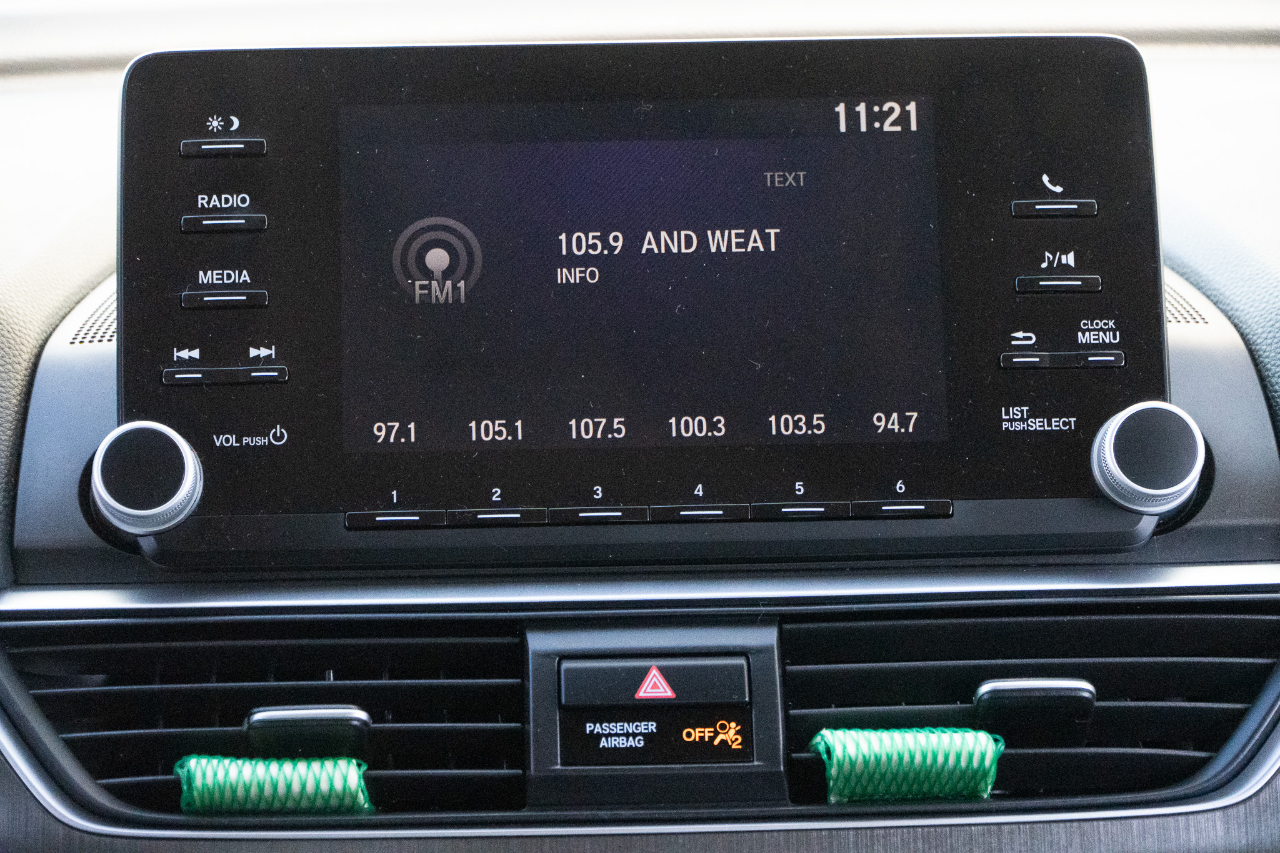 11:21
RADIO
TEXT
105.9 AND WEAT
INFO
FM1
MEDIA
CLOCK
MENU
97.1 105.1 107.5 100.3 103.5 94.7
VOL PUSH
LIST
PUSH SELECT
1 2 3 4 5 6
PASSENGER
AIRBAG
OFF 2